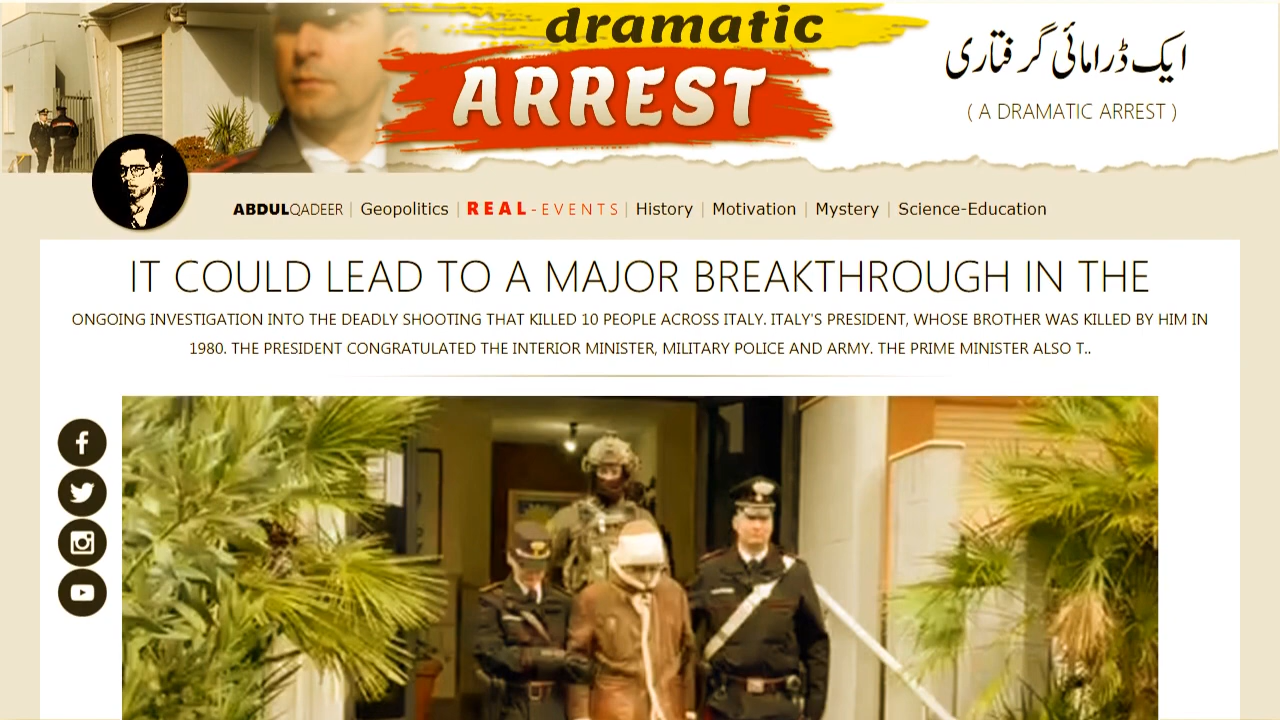 dramatic
ARREST
ایک ڈرامائی گرفتاری
( A DRAMATIC ARREST )
ABDULQADEER | Geopolitics | REAL-EVENTS | History | Motivation | Mystery | Science-Education
IT COULD LEAD TO A MAJOR BREAKTHROUGH IN THE
ONGOING INVESTIGATION INTO THE DEADLY SHOOTING THAT KILLED 10 PEOPLE ACROSS ITALY. ITALY'S PRESIDENT, WHOSE BROTHER WAS KILLED BY HIM IN
1980. THE PRESIDENT CONGRATULATED THE INTERIOR MINISTER, MILITARY POLICE AND ARMY. THE PRIME MINISTER ALSO T..